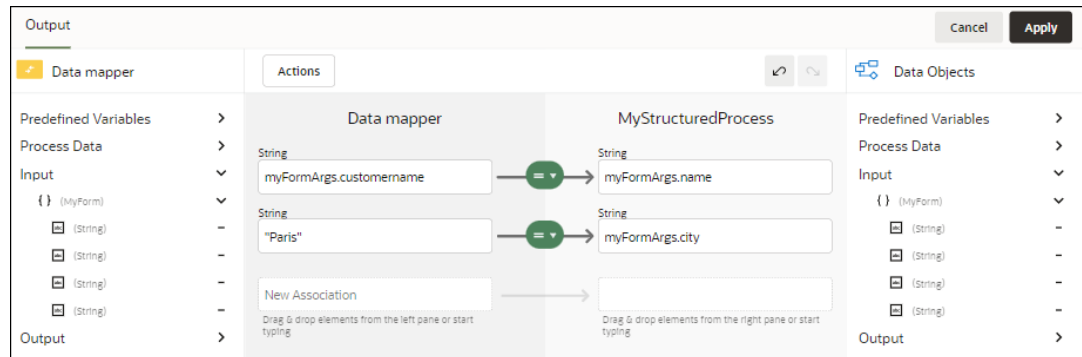 Output
Cancel
Apply
Data mapper
Actions
Data Objects
Predefined Variables
Process Data
Input
{ } (MyForm)
(String)
(String)
(String)
(String)
Output
Data mapper
MyStructuredProcess
String
myFormArgs.customername
=
String
myFormArgs.name
String
"Paris"
=
String
myFormArgs.city
New Association
Drag & drop elements from the left pane or start
typing
Drag & drop elements from the right pane or start
typing
Predefined Variables
Process Data
Input
{ } (MyForm)
(String)
(String)
(String)
(String)
Output